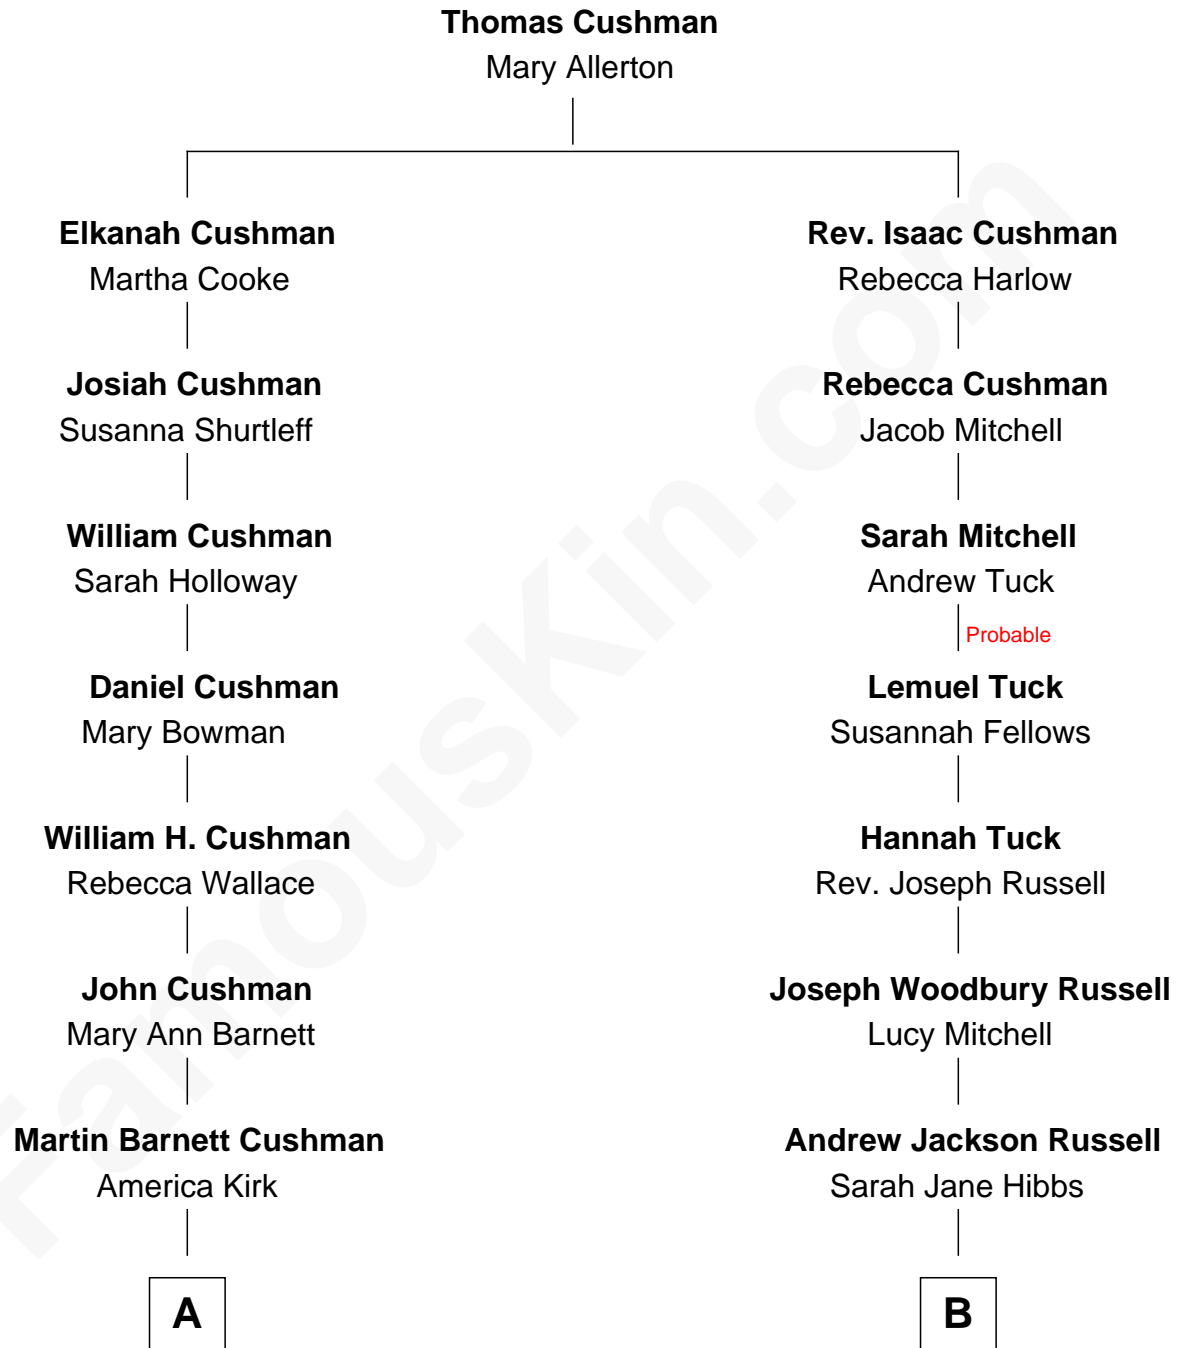 Thomas Cushman
Mary Allerton
Elkanah Cushman
Martha Cooke
Rev. Isaac Cushman
Rebecca Harlow
Josiah Cushman
Susanna Shurtleff
Rebecca Cushman
Jacob Mitchell
William Cushman
Sarah Holloway
Sarah Mitchell
Andrew Tuck
Probable
Daniel Cushman
Mary Bowman
Lemuel Tuck
Susannah Fellows
William H. Cushman
Rebecca Wallace
Hannah Tuck
Rev. Joseph Russell
John Cushman
Mary Ann Barnett
Joseph Woodbury Russell
Lucy Mitchell
Martin Barnett Cushman
America Kirk
Andrew Jackson Russell
Sarah Jane Hibbs
A
B
FamousKin.com